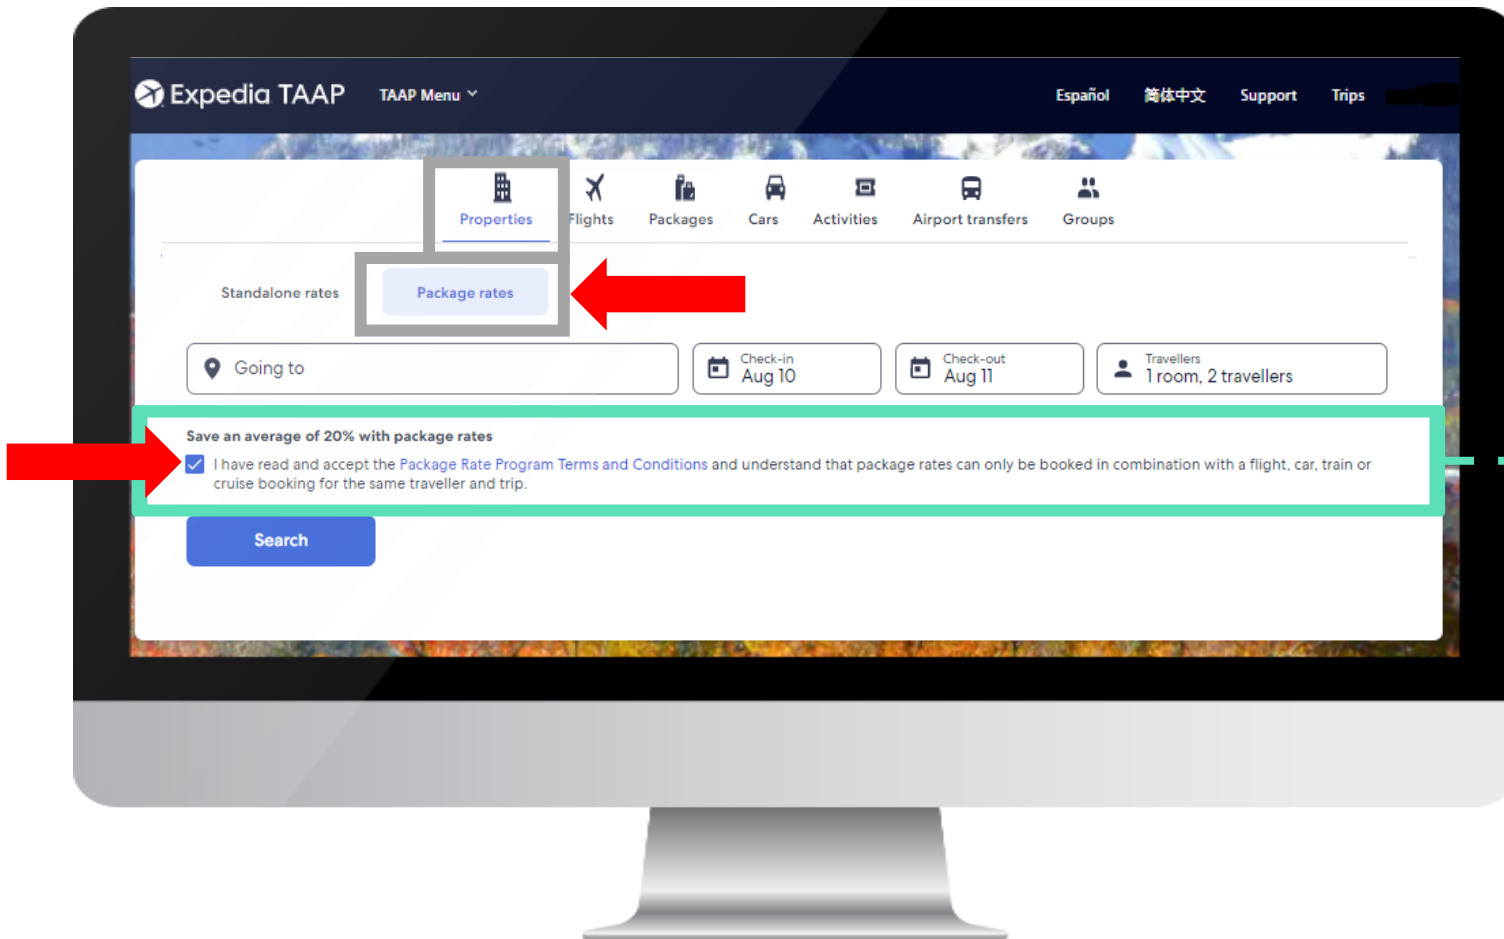 Expedia TAAP
TAAP Menu
Español
简体中文
Support
Trips
Properties
Flights
Packages
Cars
Activities
Airport transfers
Groups
Standalone rates
Package rates
Going to
Check-in
Aug 10
Check-out
Aug 11
Travellers
1 room, 2 travellers
Save an average of 20% with package rates
I have read and accept the Package Rate Program Terms and Conditions and understand that package rates can only be booked in combination with a flight, car, train or
cruise booking for the same traveller and trip.
Search